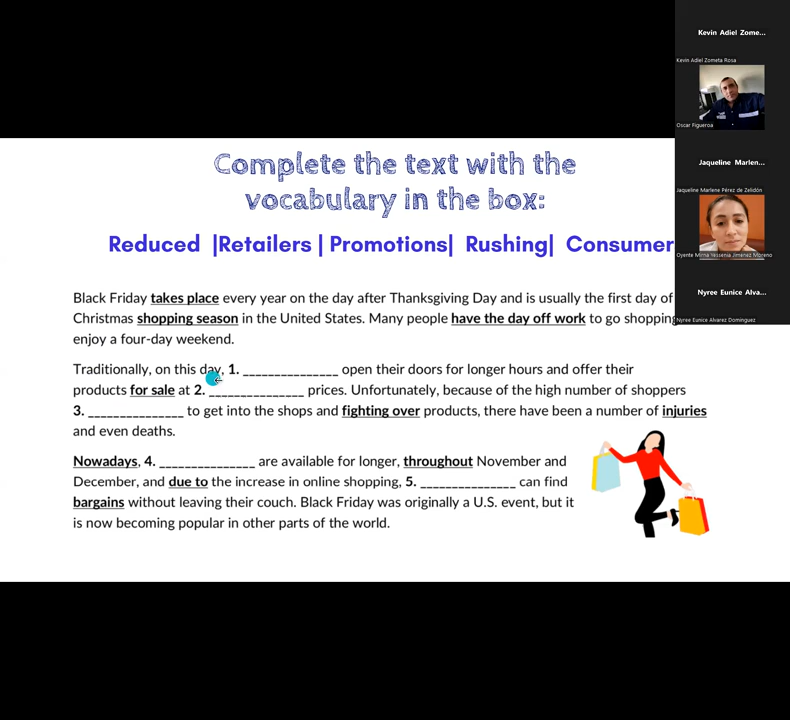 Complete the text with the
vocabulary in the box:
Reduced |Retailers | Promotions| Rushing| Consumer
Black Friday takes place every year on the day after Thanksgiving Day and is usually the first day of
Christmas shopping season in the United States. Many people have the day off work to go shopping
enjoy a four-day weekend.
Traditionally, on this day, 1. _______________ open their doors for longer hours and offer their
products for sale at 2. _______________ prices. Unfortunately, because of the high number of shoppers
3. _______________ to get into the shops and fighting over products, there have been a number of injuries
and even deaths.
Nowadays, 4. _______________ are available for longer, throughout November and
December, and due to the increase in online shopping, 5. _______________ can find
bargains without leaving their couch. Black Friday was originally a U.S. event, but it
is now becoming popular in other parts of the world.
Kevin Adiel Zome...
Kevin Adiel Zometa Rosa
Oscar Figueroa
Jaqueline Marlen...
Jaqueline Marlene Pérez de Zelidón
Oyente Mirna Yessenia Jiménez Moreno
Nyree Eunice Alva...
Nyree Eunice Alvarez Dominguez